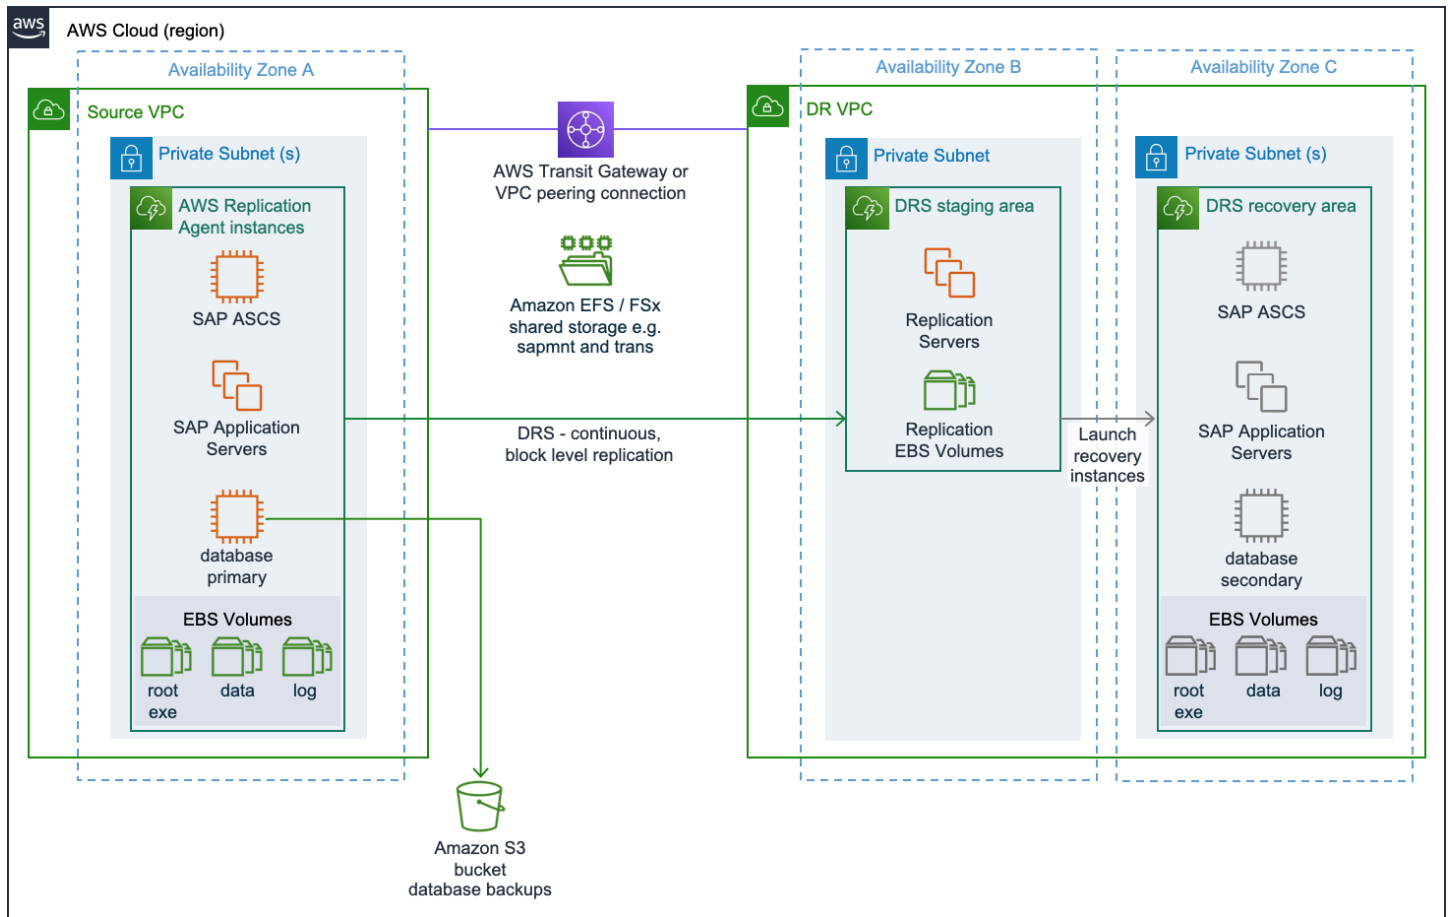 aws
AWS Cloud (region)
Availability Zone A
Source VPC
Private Subnet (s)
AWS Replication
Agent instances
SAP ASCS
SAP Application
Servers
database
primary
EBS Volumes
root
exe
data
log
AWS Transit Gateway or
VPC peering connection
Amazon EFS / FSx
shared storage e.g.
sapmnt and trans
DRS - continuous,
block level replication
Amazon S3
bucket
database backups
DR VPC
Availability Zone B
Private Subnet
DRS staging area
Replication
Servers
Replication
EBS Volumes
Launch
recovery
instances
Availability Zone C
Private Subnet (s)
DRS recovery area
SAP ASCS
SAP Application
Servers
database
secondary
EBS Volumes
root
exe
data
log